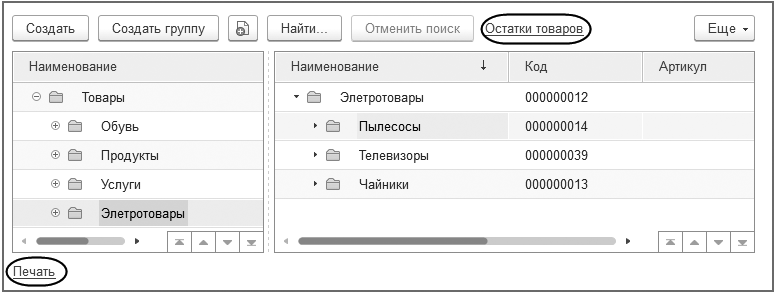 Создать Создать группу Найти... Отменить поиск Остатки товаров Еще
Наименование Наименование Код Артикул
Товары Элетротовары 000000012
Обувь Пылесосы 000000014
Продукты Телевизоры 000000039
Услуги Чайники 000000013
Элетротовары
Печать